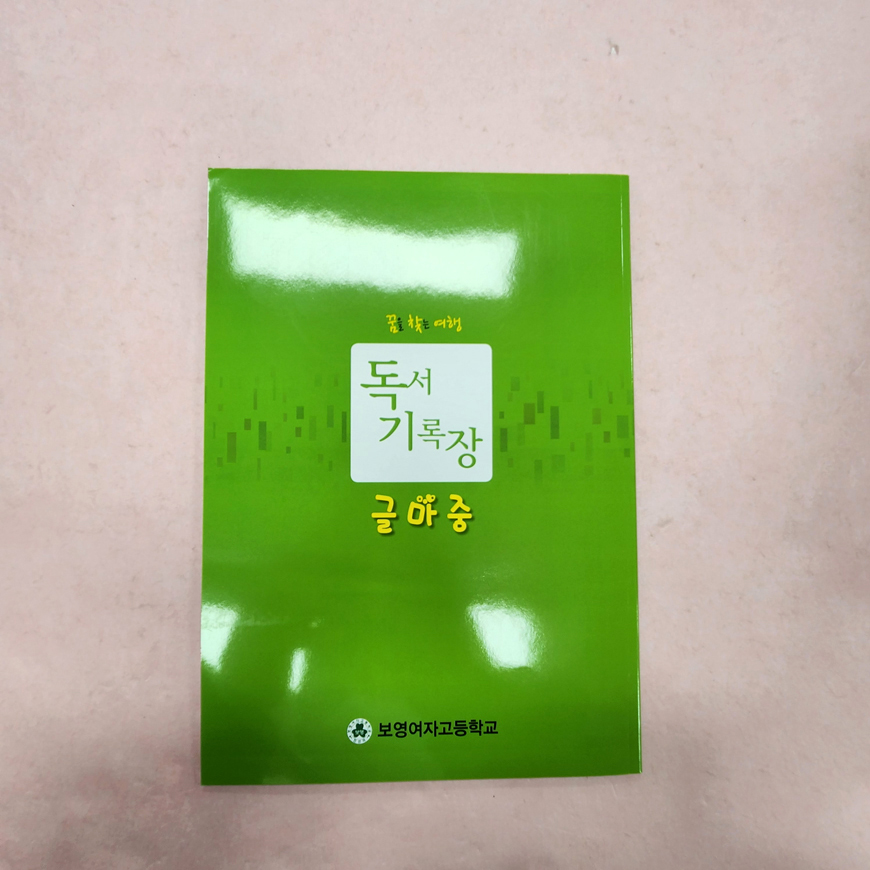 꿈을 찾는 여행
독서
기록장
글마중
보영여자고등학교